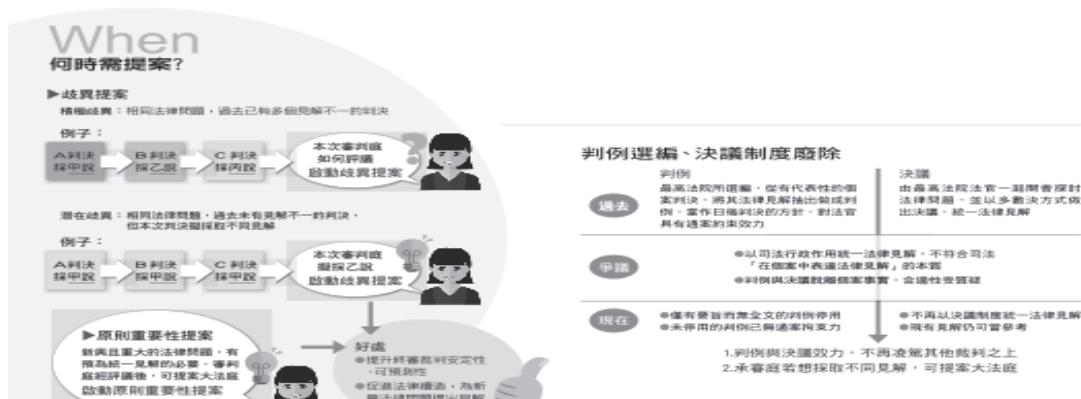 When
何時需提案?
▶歧異提案
積極歧異：相同法律問題，過去已有多個見解不一的判決
例子：
A判決
採甲說
B判決
採乙說
C判決
採丙說
本次審判庭
如何評議
啟動歧異提案
潛在歧異：相同法律問題，過去未有見解不一的判決，
但本次判決擬採取不同見解
例子：
A判決
採甲說
B判決
採甲說
C判決
採甲說
本次審判庭
擬採乙說
啟動歧異提案
▶原則重要性提案
新興且重大的法律問題，有
預為統一見解的必要。審判
庭經評議後，可提案大法庭
啟動原則重要性提案
好處
●提升終審裁判安定性
、可預測性
●促進法律續造，為新
興法律問題提出見解
判例選編、決議制度廢除
過去
判例
最高法院所選編，從有代表性的個
案判決，將其法律見解抽出做成判
例，當作日後判決的方針，對法官
具有通案約束效力
決議
由最高法院法官一起開會探討
法律問題，並以多數決方式做
出決議，統一法律見解
爭議
●以司法行政作用統一法律見解，不符合司法
「在個案中表達法律見解」的本質
●判例與決議脫離個案事實，合適性受質疑
現在
●僅有要旨而無全文的判例停用
●未停用的判例已無通案拘束力
●不再以決議制度統一法律見解
●現有見解仍可當參考
1.判例與決議效力，不再凌駕其他裁判之上
2.承審庭若想採取不同見解，可提案大法庭